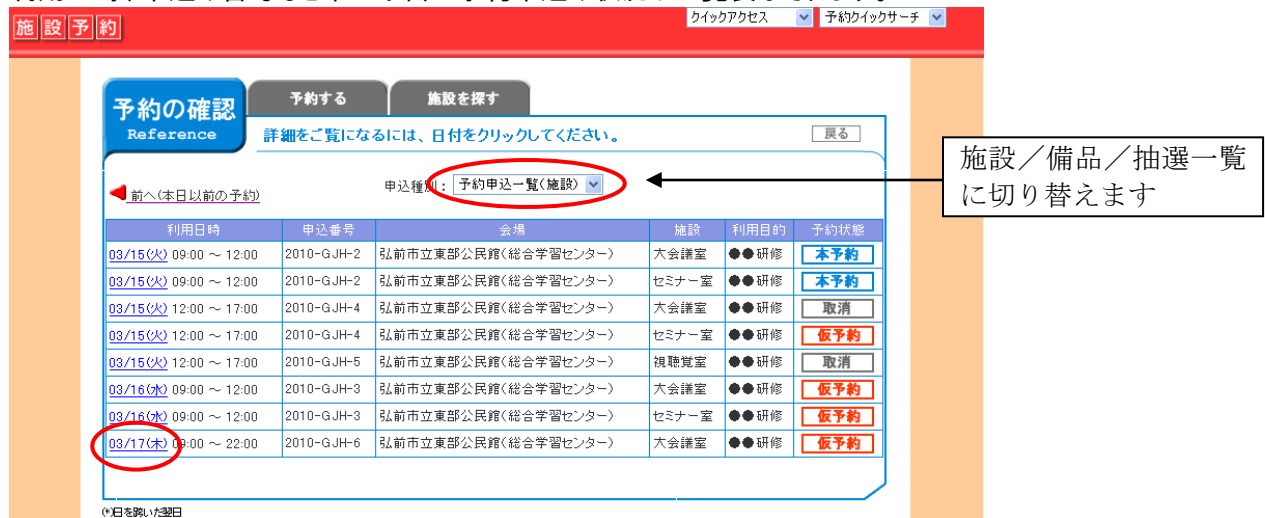 施設予約
クイックアクセス 予約クイックサーチ
予約の確認 予約する 施設を探す
Reference 詳細をご覧になるには、日付をクリックしてください。 戻る
施設／備品／抽選一覧
に切り替えます
前へ(本日以前の予約) 申込種別： 予約申込一覧(施設)
利用日時 申込番号 会場 施設 利用目的 予約状態
03/15(火) 09:00 ～ 12:00 2010-GJH-2 弘前市立東部公民館(総合学習センター) 大会議室 ●●研修 本予約
03/15(火) 09:00 ～ 12:00 2010-GJH-2 弘前市立東部公民館(総合学習センター) セミナー室 ●●研修 本予約
03/15(火) 12:00 ～ 17:00 2010-GJH-4 弘前市立東部公民館(総合学習センター) 大会議室 ●●研修 取消
03/15(火) 12:00 ～ 17:00 2010-GJH-4 弘前市立東部公民館(総合学習センター) セミナー室 ●●研修 仮予約
03/15(火) 12:00 ～ 17:00 2010-GJH-5 弘前市立東部公民館(総合学習センター) 視聴覚室 ●●研修 取消
03/16(水) 09:00 ～ 12:00 2010-GJH-3 弘前市立東部公民館(総合学習センター) 大会議室 ●●研修 仮予約
03/16(水) 09:00 ～ 12:00 2010-GJH-3 弘前市立東部公民館(総合学習センター) セミナー室 ●●研修 仮予約
03/17(木) 09:00 ～ 22:00 2010-GJH-6 弘前市立東部公民館(総合学習センター) 大会議室 ●●研修 仮予約
(*)日を跨いだ翌日